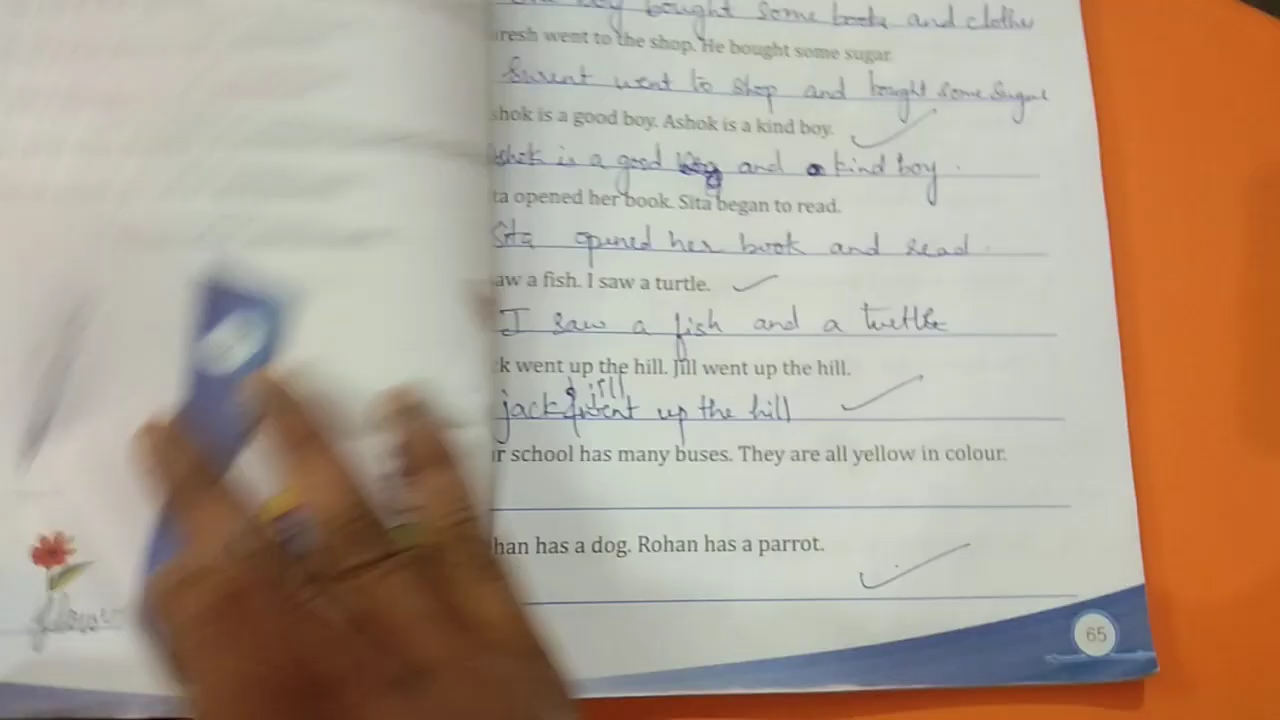 bought some books and clothes
uresh went to the shop. He bought some sugar.
went to shop and bought some sugar
shok is a good boy. Ashok is a kind boy.
Ashok is a good and a kind boy.
ta opened her book. Sita began to read.
Sita opened her book and read.
aw a fish. I saw a turtle.
I saw a fish and a turtle
k went up the hill. Jill went up the hill.
jack & jill went up the hill
r school has many buses. They are all yellow in colour.
han has a dog. Rohan has a parrot.
flower
65